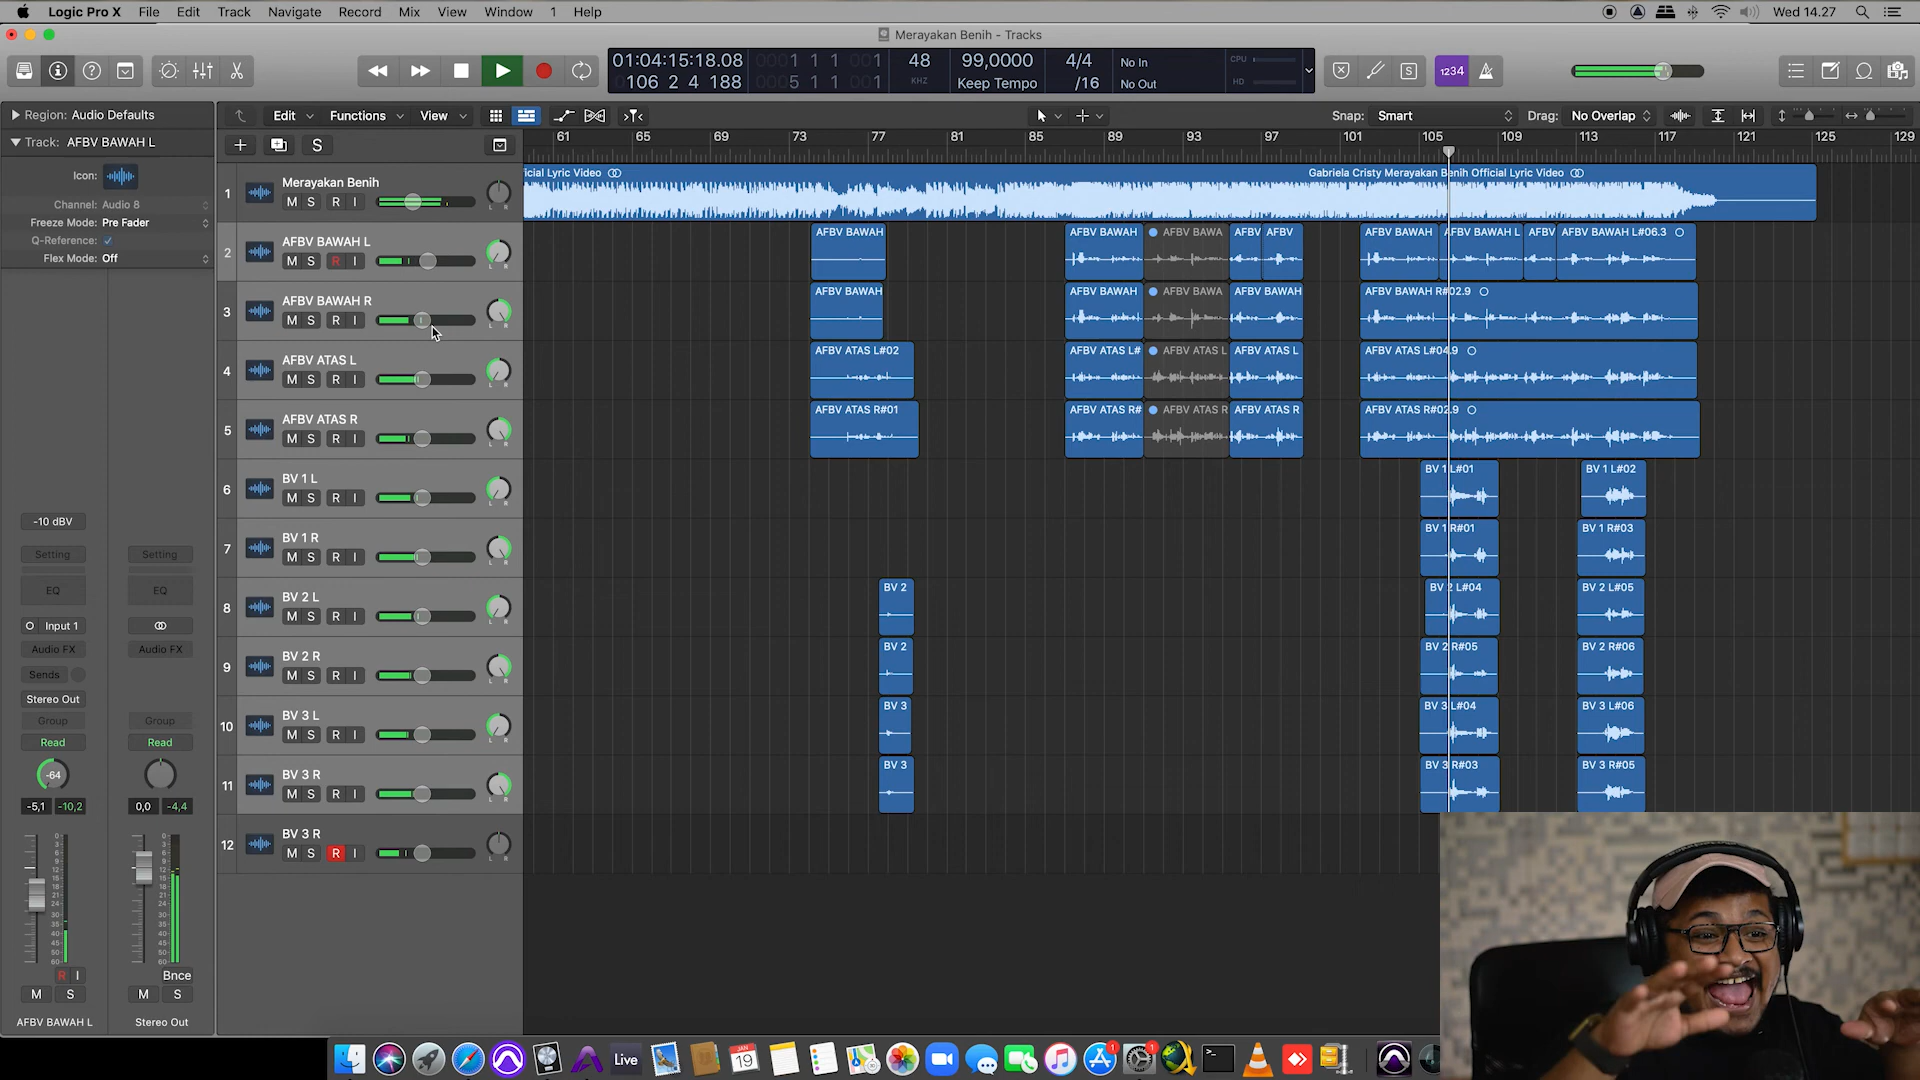 Logic Pro X File Edit Track Navigate Record Mix View Window 1 Help
Wed 14.27
Merayakan Benih - Tracks
01:04:15:18.08
106 2 4 188
0001 1 1 001
0005 1 1 001
48
KHZ
99,0000
Keep Tempo
4/4
/16
No In
No Out
CPU
HD
S
1234
Region: Audio Defaults
Track: AFBV BAWAH L
Icon:
Channel: Audio 8
Freeze Mode: Pre Fader
Q-Reference:
Flex Mode: Off
Edit Functions View
Snap: Smart
Drag: No Overlap
S
61 65 69 73 77 81 85 89 93 97 101 105 109 113 117 121 125 129
1 Merayakan Benih
M S R I
icial Lyric Video
Gabriela Cristy Merayakan Benih Official Lyric Video
2 AFBV BAWAH L
M S R I
L R
AFBV BAWAH
AFBV BAWAH
AFBV BAWA
AFBV
AFBV
AFBV BAWAH
AFBV BAWAH L
AFBV
AFBV BAWAH L#06.3
3 AFBV BAWAH R
M S R I
L R
AFBV BAWAH
AFBV BAWAH
AFBV BAWA
AFBV BAWAH
AFBV BAWAH R#02.9
4 AFBV ATAS L
M S R I
L R
AFBV ATAS L#02
AFBV ATAS L#
AFBV ATAS L
AFBV ATAS L
AFBV ATAS L#04.9
5 AFBV ATAS R
M S R I
L R
AFBV ATAS R#01
AFBV ATAS R#
AFBV ATAS R
AFBV ATAS R
AFBV ATAS R#02.9
6 BV 1 L
M S R I
L R
BV 1 L#01
BV 1 L#02
7 BV 1 R
M S R I
L R
BV 1 R#01
BV 1 R#03
8 BV 2 L
M S R I
L R
BV 2
BV 2 L#04
BV 2 L#05
9 BV 2 R
M S R I
L R
BV 2
BV 2 R#05
BV 2 R#06
10 BV 3 L
M S R I
L R
BV 3
BV 3 L#04
BV 3 L#06
11 BV 3 R
M S R I
L R
BV 3
BV 3 R#03
BV 3 R#05
12 BV 3 R
M S R I
L R
-10 dBV
Setting Setting
EQ EQ
Input 1
Audio FX Audio FX
Sends
Stereo Out
Group Group
Read Read
-64
-5,1 -10,2 0,0 -4,4
R I Bnce
M S M S
AFBV BAWAH L Stereo Out
Live
JAN
19
1
1